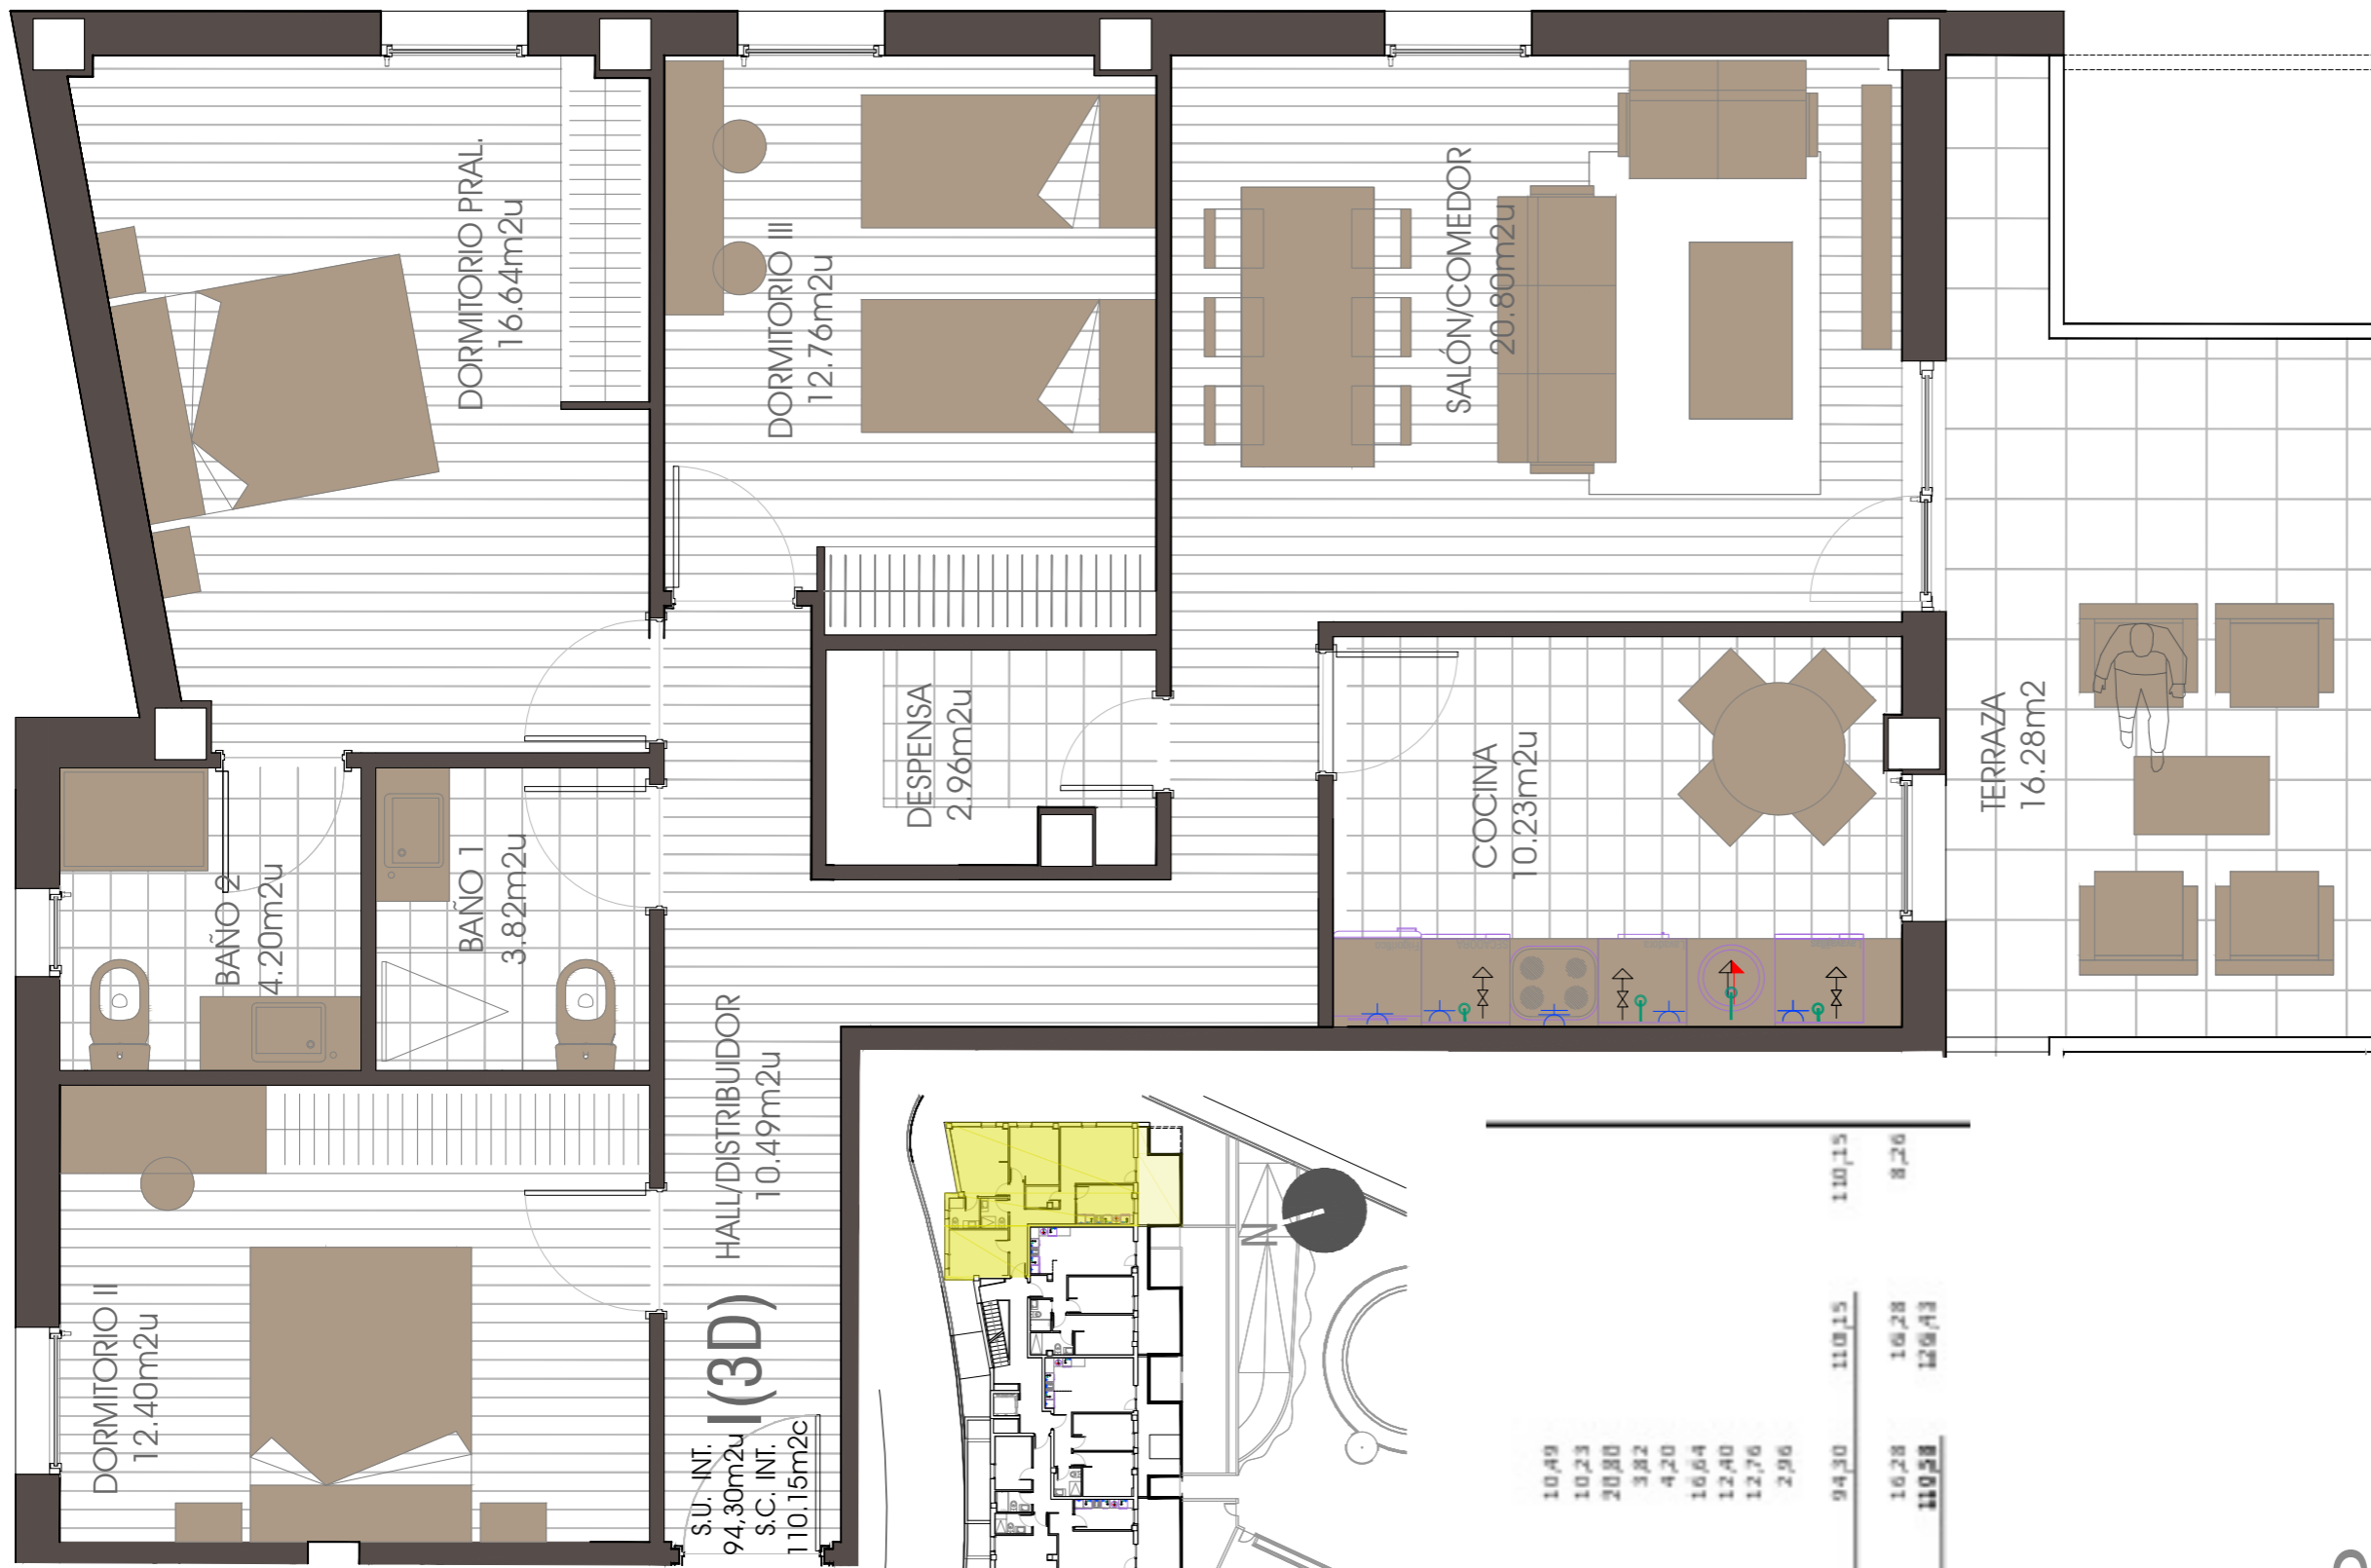 DORMITORIO PRAL.
16.64m2u
DORMITORIO III
12.76m2u
SALÓN/COMEDOR
20.80m2u
DESPENSA
2.96m2u
COCINA
10.23m2u
TERRAZA
16.28m2
BAÑO 2
4.20m2u
BAÑO 1
3.82m2u
HALL/DISTRIBUIDOR
10.49m2u
DORMITORIO II
12.40m2u
I(3D)
S.U. INT.
94,30m2u
S.C. INT.
110.15m2c
N
10,49
10,23
20,80
3,82
4,20
16,64
12,40
12,76
2,96
94,30 110,15 110,15
16,28 16,28 8,26
110,58 126,43